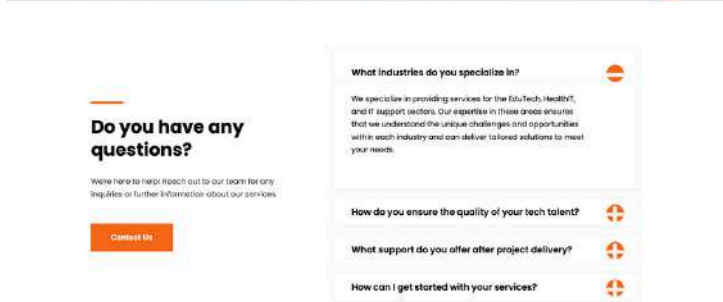 Do you have any
questions?
We're here to help! Reach out to our team for any
inquiries or further information about our services.
Contact Us
What industries do you specialize in?
We specialize in providing services for the EduTech, HealthIT,
and IT support sectors. Our expertise in these areas ensures
that we understand the unique challenges and opportunities
within each industry and can deliver tailored solutions to meet
your needs.
How do you ensure the quality of your tech talent?
What support do you offer after project delivery?
How can I get started with your services?